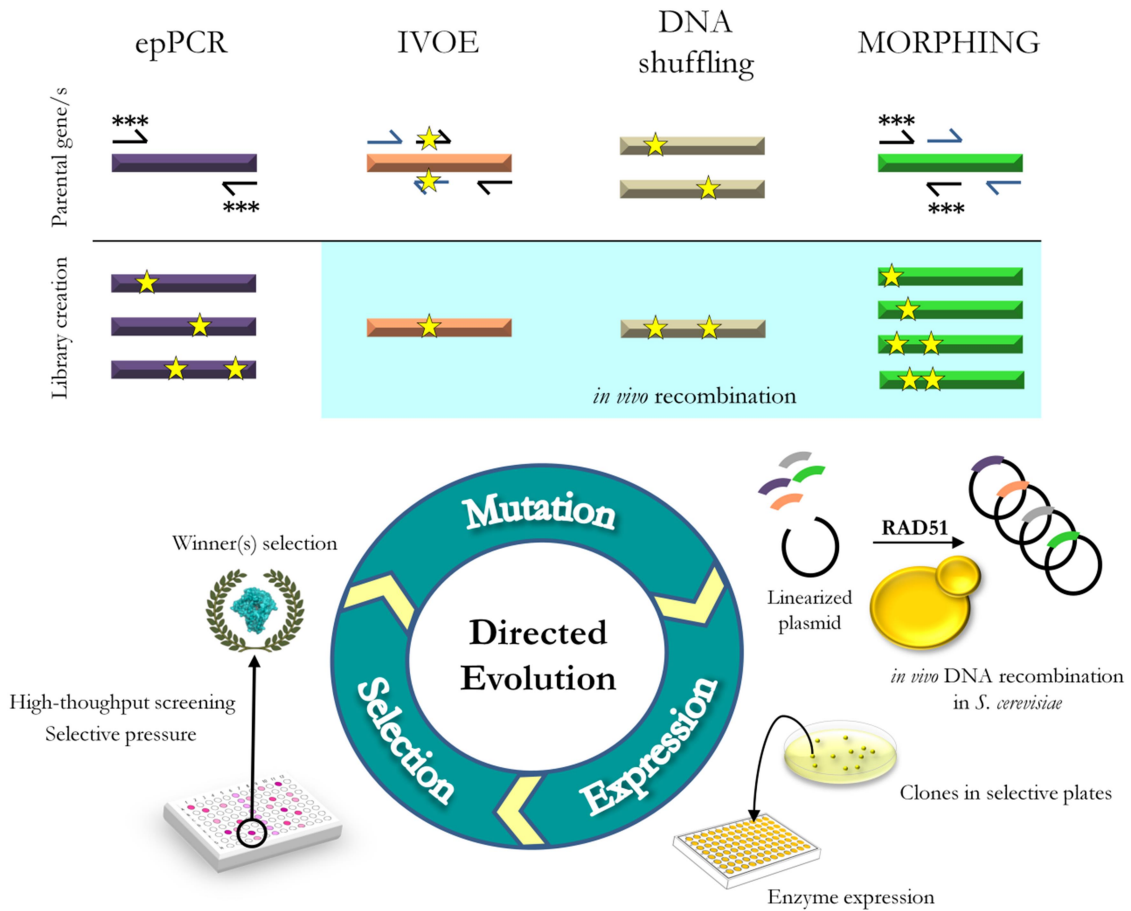 epPCR
IVOE
DNA
shuffling
MORPHING
Parental gene/s
***
***
***
***
Library creation
in vivo recombination
Mutation
Expression
Selection
Directed
Evolution
Winner(s) selection
High-thoughput screening
Selective pressure
Linearized
plasmid
RAD51
in vivo DNA recombination
in S. cerevisiae
Clones in selective plates
Enzyme expression